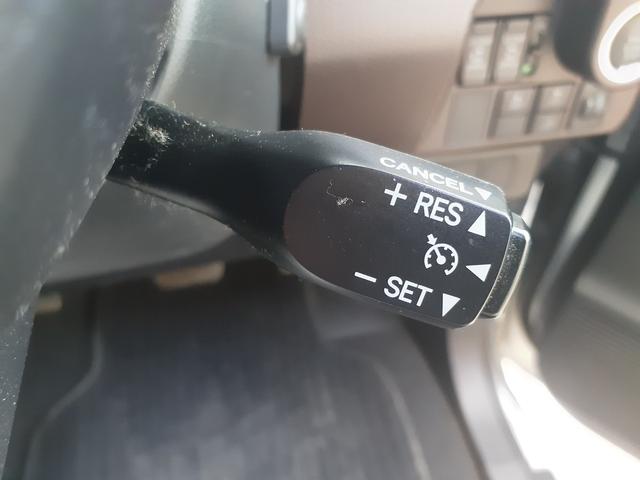 CANCEL▼
+ RES ▲
◀
− SET ▼